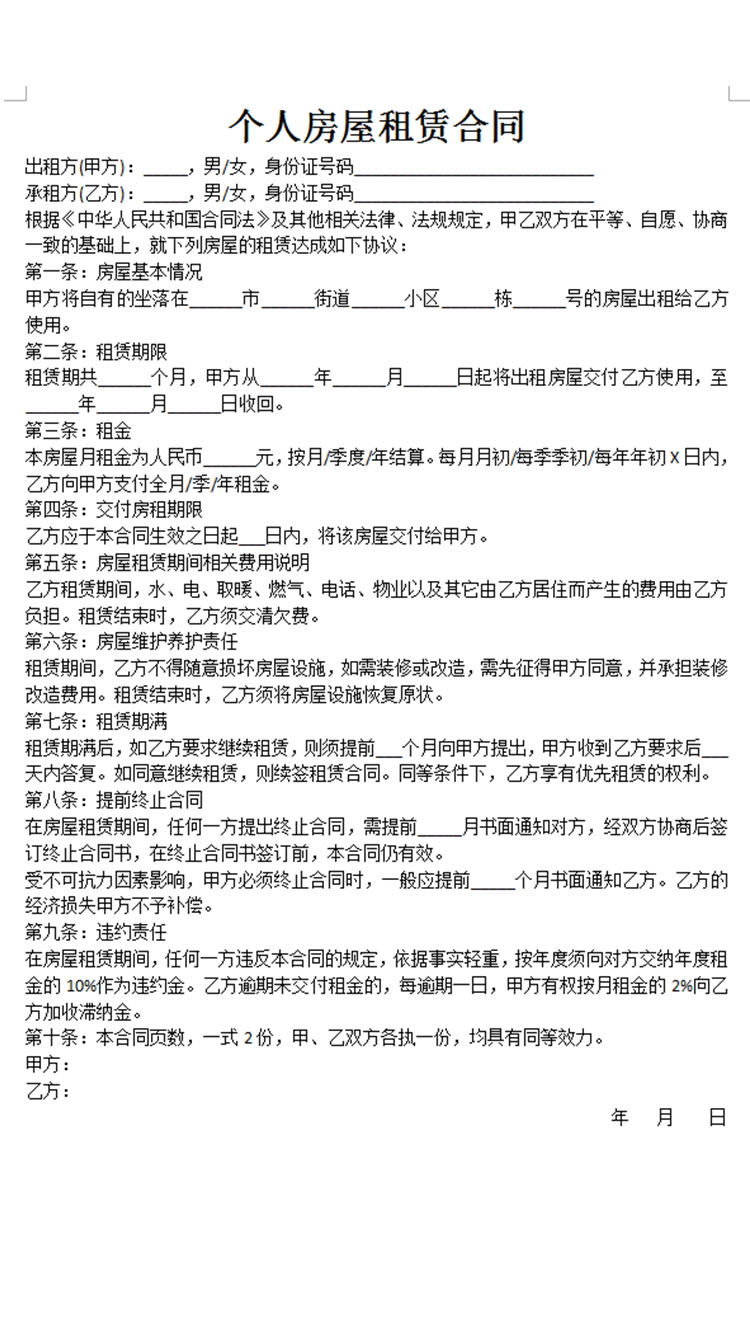 个人房屋租赁合同
出租方(甲方)：_____，男/女，身份证号码___________________________
承租方(乙方)：_____，男/女，身份证号码___________________________
根据《中华人民共和国合同法》及其他相关法律、法规规定，甲乙双方在平等、自愿、协商
一致的基础上，就下列房屋的租赁达成如下协议：
第一条：房屋基本情况
甲方将自有的坐落在______市______街道______小区______栋______号的房屋出租给乙方
使用。
第二条：租赁期限
租赁期共______个月，甲方从______年______月______日起将出租房屋交付乙方使用，至
______年______月______日收回。
第三条：租金
本房屋月租金为人民币______元，按月/季度/年结算。每月月初/每季季初/每年年初 X 日内，
乙方向甲方支付全月/季/年租金。
第四条：交付房租期限
乙方应于本合同生效之日起___日内，将该房屋交付给甲方。
第五条：房屋租赁期间相关费用说明
乙方租赁期间，水、电、取暖、燃气、电话、物业以及其它由乙方居住而产生的费用由乙方
负担。租赁结束时，乙方须交清欠费。
第六条：房屋维护养护责任
租赁期间，乙方不得随意损坏房屋设施，如需装修或改造，需先征得甲方同意，并承担装修
改造费用。租赁结束时，乙方须将房屋设施恢复原状。
第七条：租赁期满
租赁期满后，如乙方要求继续租赁，则须提前___个月向甲方提出，甲方收到乙方要求后___
天内答复。如同意继续租赁，则续签租赁合同。同等条件下，乙方享有优先租赁的权利。
第八条：提前终止合同
在房屋租赁期间，任何一方提出终止合同，需提前_____月书面通知对方，经双方协商后签
订终止合同书，在终止合同书签订前，本合同仍有效。
受不可抗力因素影响，甲方必须终止合同时，一般应提前_____个月书面通知乙方。乙方的
经济损失甲方不予补偿。
第九条：违约责任
在房屋租赁期间，任何一方违反本合同的规定，依据事实轻重，按年度须向对方交纳年度租
金的 10%作为违约金。乙方逾期未交付租金的，每逾期一日，甲方有权按月租金的 2%向乙
方加收滞纳金。
第十条：本合同页数，一式 2 份，甲、乙双方各执一份，均具有同等效力。
甲方：
乙方：
年 月 日